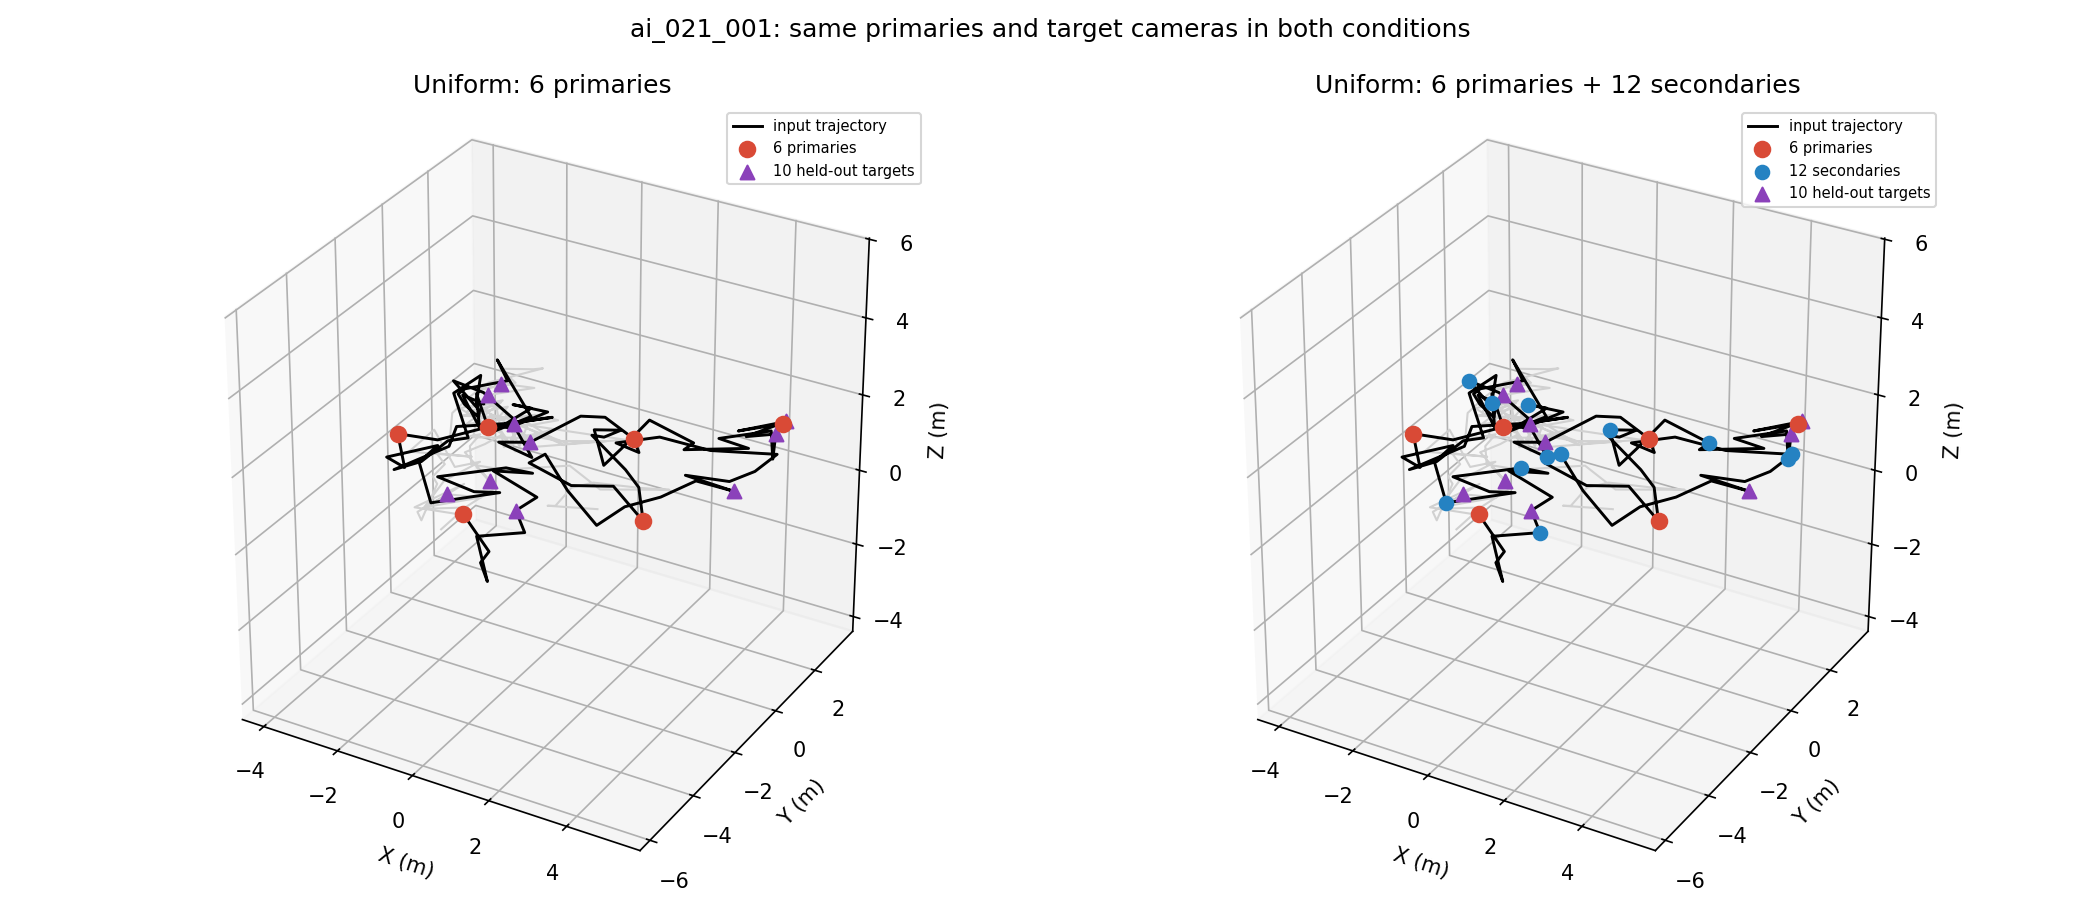 ai_021_001: same primaries and target cameras in both conditions
Uniform: 6 primaries
input trajectory
6 primaries
10 held-out targets
6
4
2
0
−2
−4
Z (m)
2
0
−2
−4
−6
Y (m)
−4
−2
0
2
4
X (m)
Uniform: 6 primaries + 12 secondaries
input trajectory
6 primaries
12 secondaries
10 held-out targets
6
4
2
0
−2
−4
Z (m)
2
0
−2
−4
−6
Y (m)
−4
−2
0
2
4
X (m)